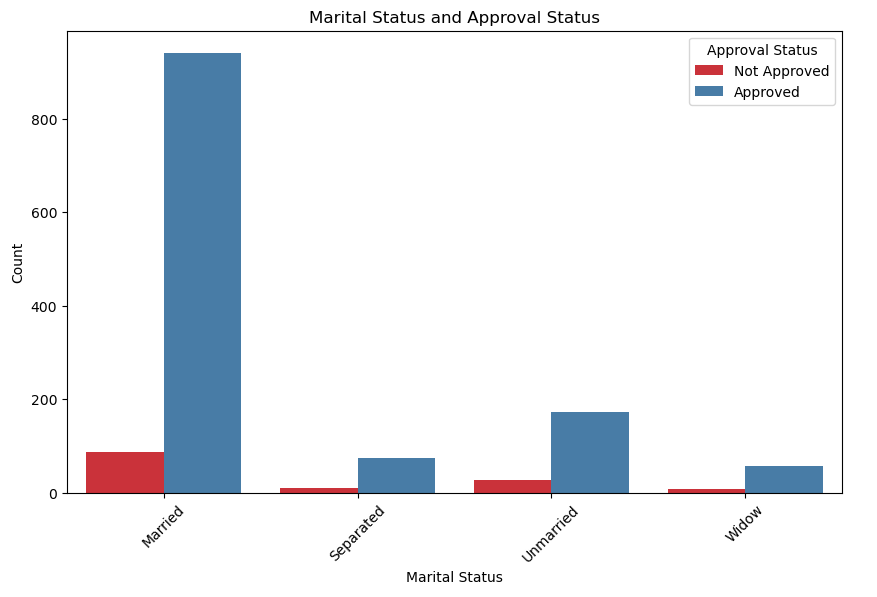 Marital Status and Approval Status
Approval Status
Not Approved
Approved
800
600
400
200
0
Count
Married
Separated
Unmarried
Widow
Marital Status